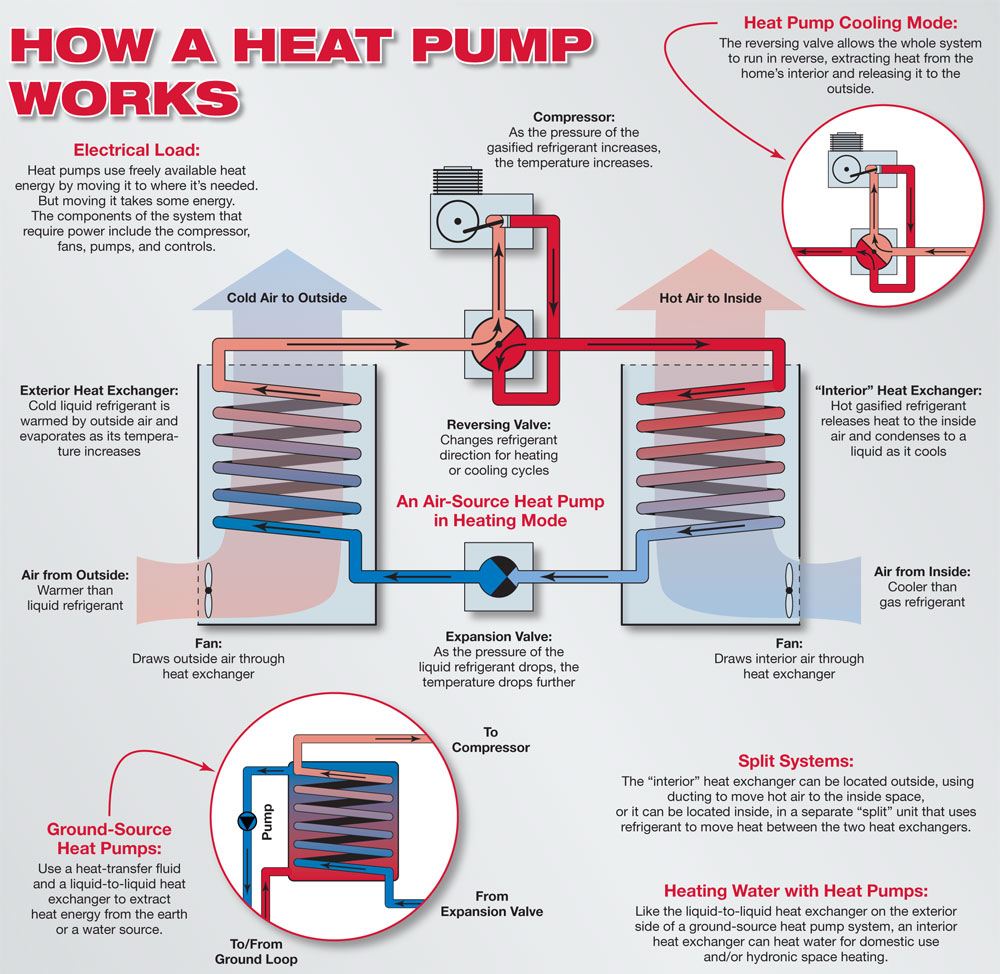 HOW A HEAT PUMP
WORKS
Heat Pump Cooling Mode:
The reversing valve allows the whole system
to run in reverse, extracting heat from the
home’s interior and releasing it to the
outside.
Electrical Load:
Heat pumps use freely available heat
energy by moving it to where it’s needed.
But moving it takes some energy.
The components of the system that
require power include the compressor,
fans, pumps, and controls.
Compressor:
As the pressure of the
gasified refrigerant increases,
the temperature increases.
Cold Air to Outside
Hot Air to Inside
Exterior Heat Exchanger:
Cold liquid refrigerant is
warmed by outside air and
evaporates as its tempera-
ture increases
Reversing Valve:
Changes refrigerant
direction for heating
or cooling cycles
“Interior” Heat Exchanger:
Hot gasified refrigerant
releases heat to the inside
air and condenses to a
liquid as it cools
An Air-Source Heat Pump
in Heating Mode
Air from Outside:
Warmer than
liquid refrigerant
Air from Inside:
Cooler than
gas refrigerant
Fan:
Draws outside air through
heat exchanger
Expansion Valve:
As the pressure of the
liquid refrigerant drops, the
temperature drops further
Fan:
Draws interior air through
heat exchanger
To
Compressor
Pump
From
Expansion Valve
To/From
Ground Loop
Ground-Source
Heat Pumps:
Use a heat-transfer fluid
and a liquid-to-liquid heat
exchanger to extract
heat energy from the earth
or a water source.
Split Systems:
The “interior” heat exchanger can be located outside, using
ducting to move hot air to the inside space,
or it can be located inside, in a separate “split” unit that uses
refrigerant to move heat between the two heat exchangers.
Heating Water with Heat Pumps:
Like the liquid-to-liquid heat exchanger on the exterior
side of a ground-source heat pump system, an interior
heat exchanger can heat water for domestic use
and/or hydronic space heating.